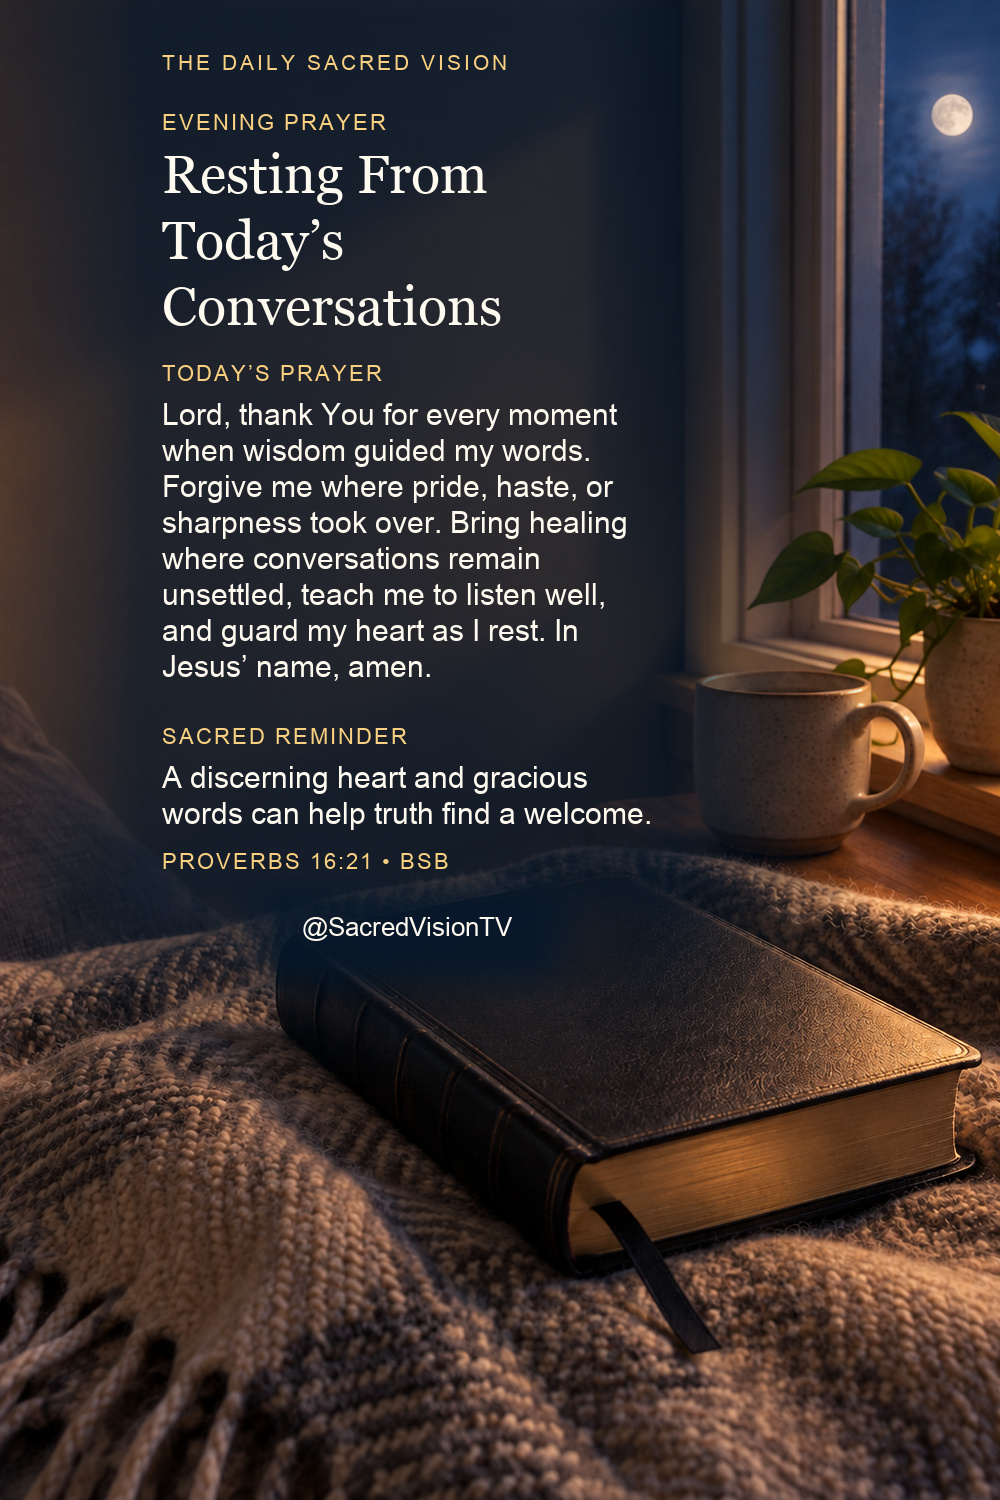 THE DAILY SACRED VISION
EVENING PRAYER
Resting From
Today’s
Conversations
TODAY’S PRAYER
Lord, thank You for every moment
when wisdom guided my words.
Forgive me where pride, haste, or
sharpness took over. Bring healing
where conversations remain
unsettled, teach me to listen well,
and guard my heart as I rest. In
Jesus’ name, amen.
SACRED REMINDER
A discerning heart and gracious
words can help truth find a welcome.
PROVERBS 16:21 • BSB
@SacredVisionTV